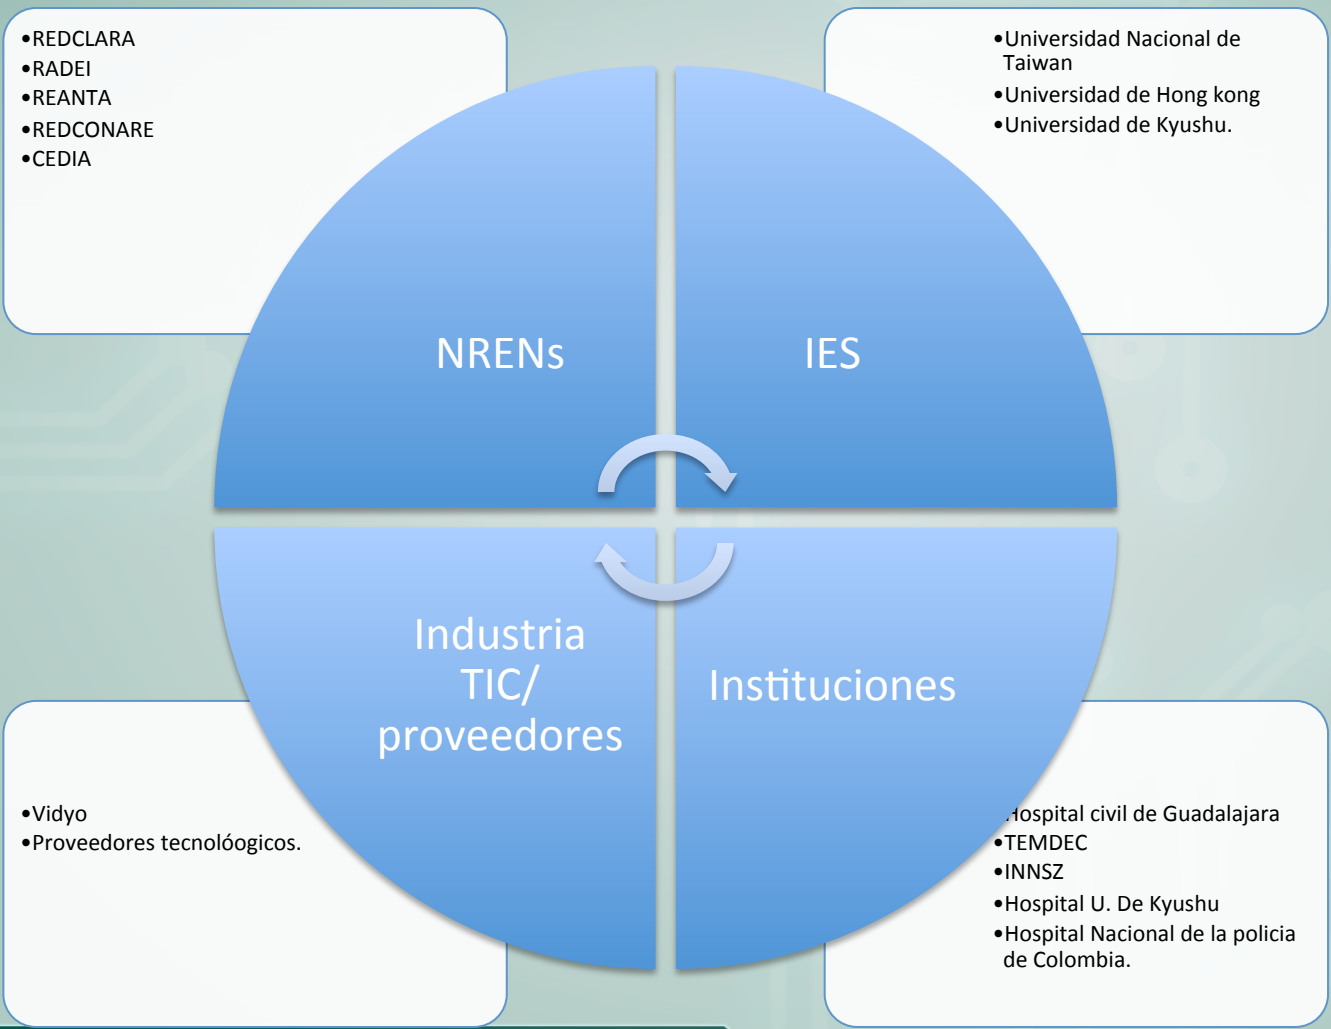 •REDCLARA
•RADEI
•REANTA
•REDCONARE
•CEDIA
•Universidad Nacional de
Taiwan
•Universidad de Hong kong
•Universidad de Kyushu.
NRENs
IES
Industria
TIC/
proveedores
Instituciones
•Vidyo
•Proveedores tecnolóogicos.
Hospital civil de Guadalajara
•TEMDEC
•INNSZ
•Hospital U. De Kyushu
•Hospital Nacional de la policia
de Colombia.